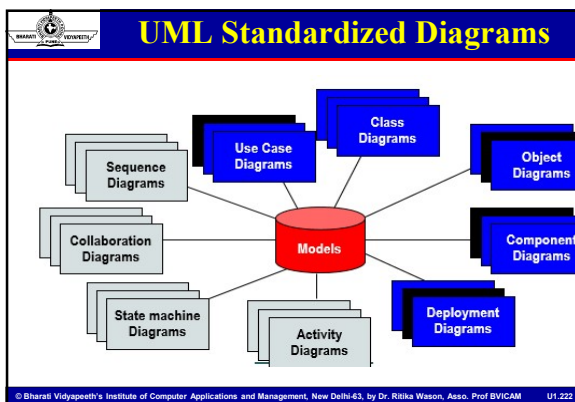 BHARATI
VIDYAPEETH
PUNE
UML Standardized Diagrams
Class
Diagrams
Use Case
Diagrams
Sequence
Diagrams
Object
Diagrams
Collaboration
Diagrams
Models
Component
Diagrams
State machine
Diagrams
Activity
Diagrams
Deployment
Diagrams
© Bharati Vidyapeeth's Institute of Computer Applications and Management, New Delhi-63, by Dr. Ritika Wason, Asso. Prof BVICAM U1.222